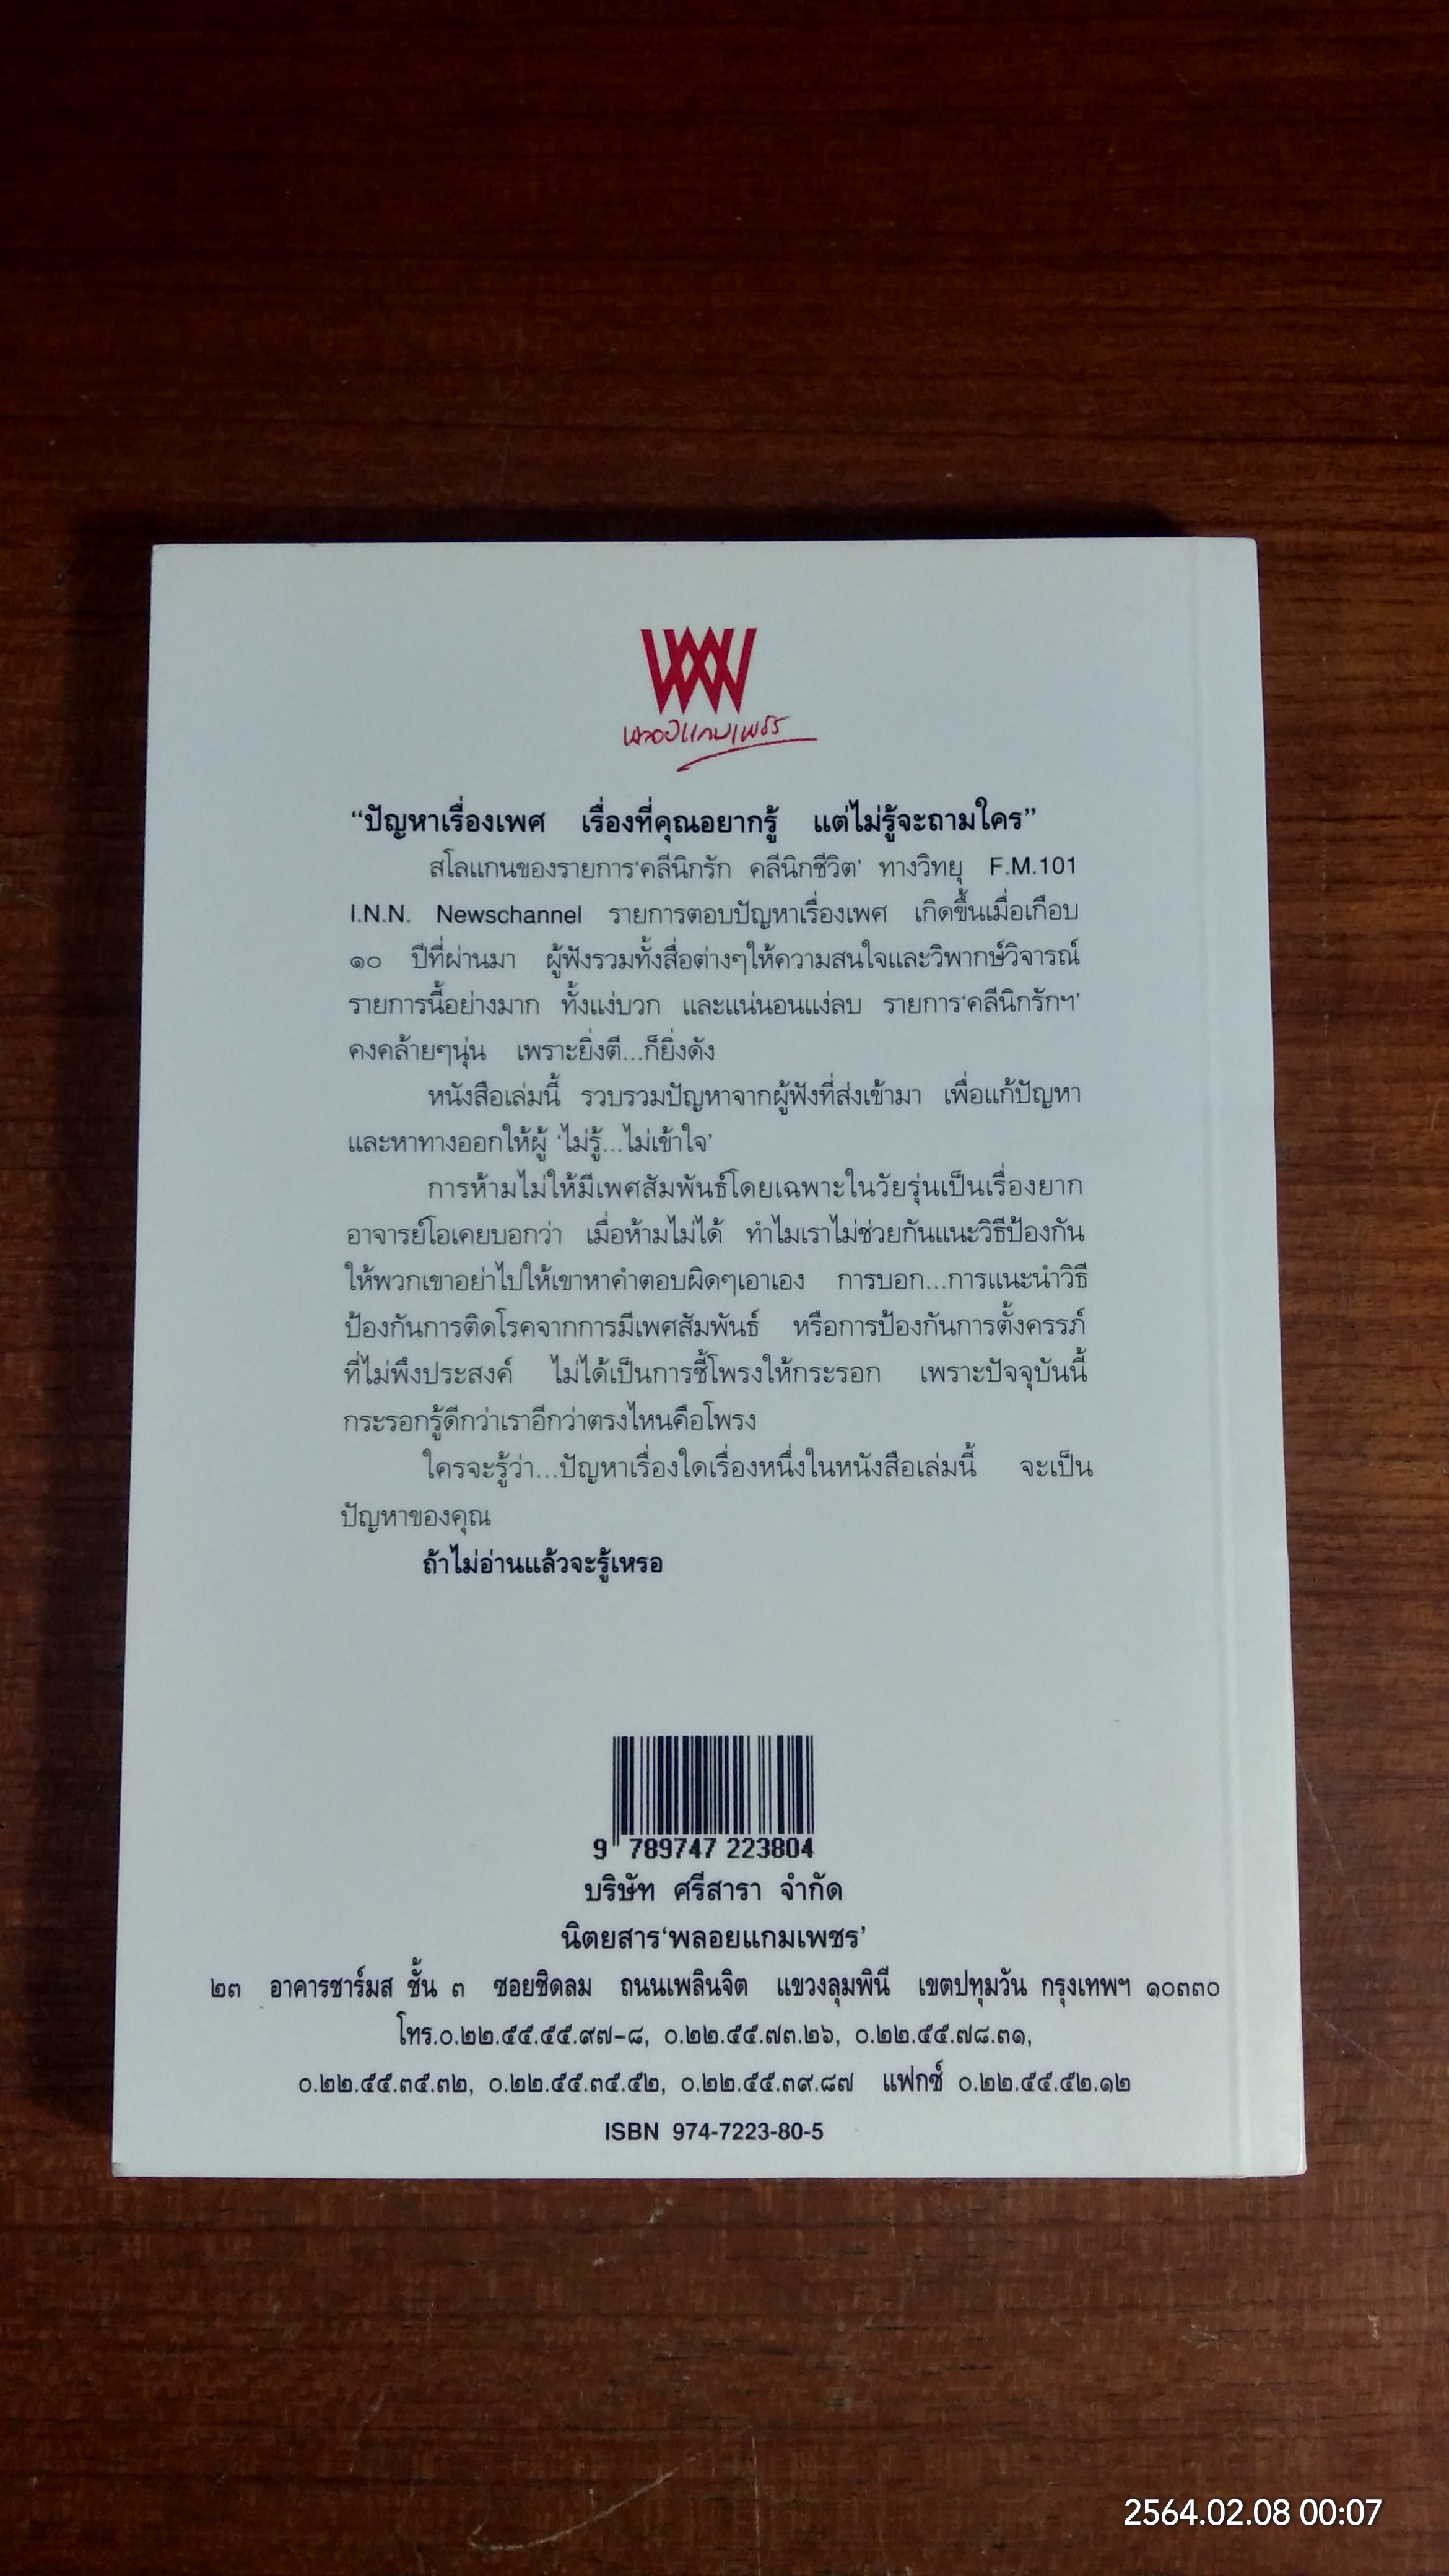 พลอยแกมเพชร
“ปัญหาเรื่องเพศ เรื่องที่คุณอยากรู้ แต่ไม่รู้จะถามใคร”
สโลแกนของรายการ‘คลีนิกรัก คลีนิกชีวิต’ ทางวิทยุ F.M.101
I.N.N. Newschannel รายการตอบปัญหาเรื่องเพศ เกิดขึ้นเมื่อเกือบ
๑๐ ปีที่ผ่านมา ผู้ฟังรวมทั้งสื่อต่างๆให้ความสนใจและวิพากษ์วิจารณ์
รายการนี้อย่างมาก ทั้งแง่บวก และแน่นอนแง่ลบ รายการ‘คลีนิกรักฯ’
คงคล้ายๆนุ่น เพราะยิ่งตี...ก็ยิ่งดัง
หนังสือเล่มนี้ รวบรวมปัญหาจากผู้ฟังที่ส่งเข้ามา เพื่อแก้ปัญหา
และหาทางออกให้ผู้ ‘ไม่รู้...ไม่เข้าใจ’
การห้ามไม่ให้มีเพศสัมพันธ์โดยเฉพาะในวัยรุ่นเป็นเรื่องยาก
อาจารย์โอเคยบอกว่า เมื่อห้ามไม่ได้ ทำไมเราไม่ช่วยกันแนะวิธีป้องกัน
ให้พวกเขาอย่าไปให้เขาหาคำตอบผิดๆเอาเอง การบอก...การแนะนำวิธี
ป้องกันการติดโรคจากการมีเพศสัมพันธ์ หรือการป้องกันการตั้งครรภ์
ที่ไม่พึงประสงค์ ไม่ได้เป็นการชี้โพรงให้กระรอก เพราะปัจจุบันนี้
กระรอกรู้ดีกว่าเราอีกว่าตรงไหนคือโพรง
ใครจะรู้ว่า...ปัญหาเรื่องใดเรื่องหนึ่งในหนังสือเล่มนี้ จะเป็น
ปัญหาของคุณ
ถ้าไม่อ่านแล้วจะรู้เหรอ
9 789747 223804
บริษัท ศรีสารา จำกัด
นิตยสาร‘พลอยแกมเพชร’
๒๓ อาคารชาร์มส ชั้น ๓ ซอยชิดลม ถนนเพลินจิต แขวงลุมพินี เขตปทุมวัน กรุงเทพฯ ๑๐๓๓๐
โทร.๐.๒๒.๕๕.๕๕.๙๗-๘, ๐.๒๒.๕๕.๗๓.๒๖, ๐.๒๒.๕๕.๗๘.๓๑,
๐.๒๒.๕๕.๓๕.๓๒, ๐.๒๒.๕๕.๓๕.๕๒, ๐.๒๒.๕๕.๓๙.๘๗ แฟกซ์ ๐.๒๒.๕๕.๕๒.๑๒
ISBN 974-7223-80-5
2564.02.08 00:07